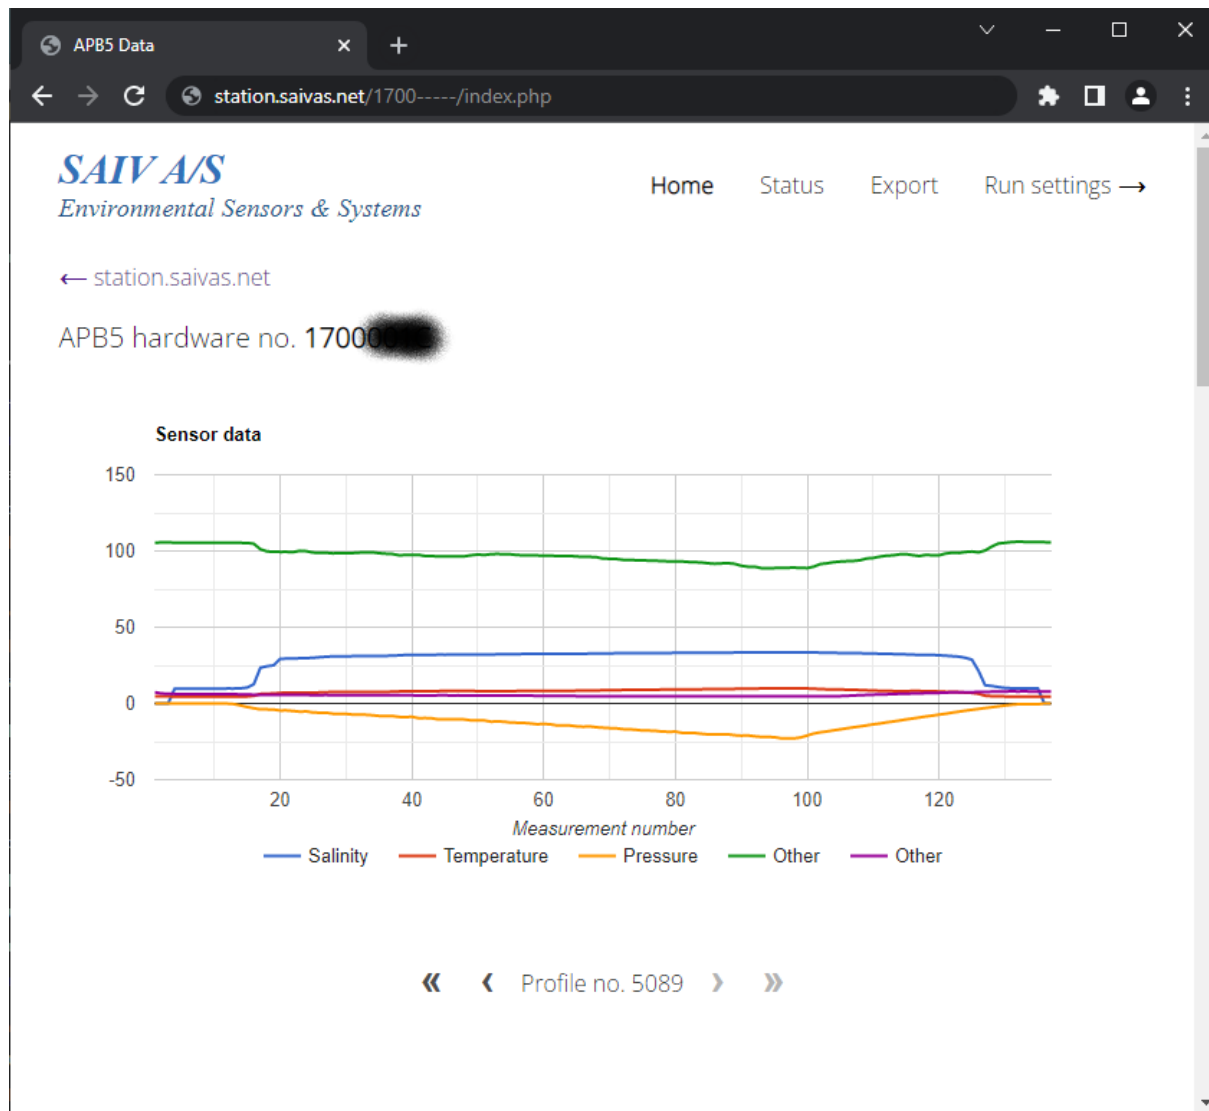 APB5 Data
station.saivas.net/1700-----/index.php
SAIV A/S
Environmental Sensors & Systems
Home Status Export Run settings →
← station.saivas.net
APB5 hardware no. 17000
Sensor data
150
100
50
0
-50
20 40 60 80 100 120
Measurement number
Salinity Temperature Pressure Other Other
« ‹ Profile no. 5089 › »